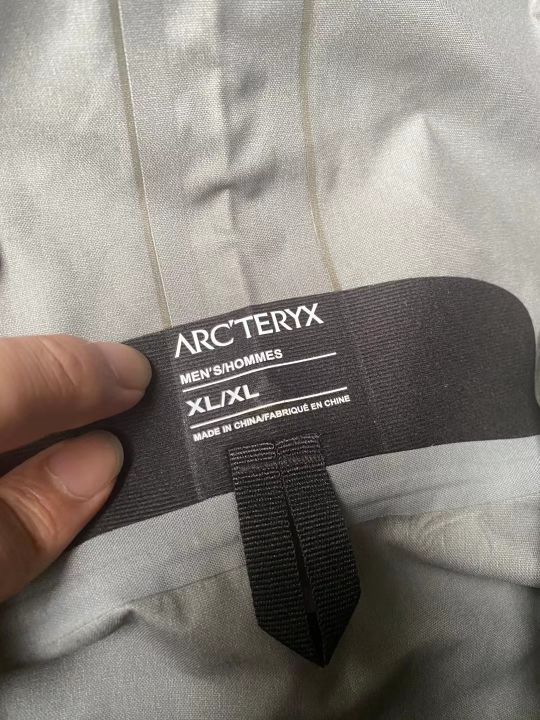 ARC'TERYX
MEN'S/HOMMES
XL/XL
MADE IN CHINA/FABRIQUÉ EN CHINE